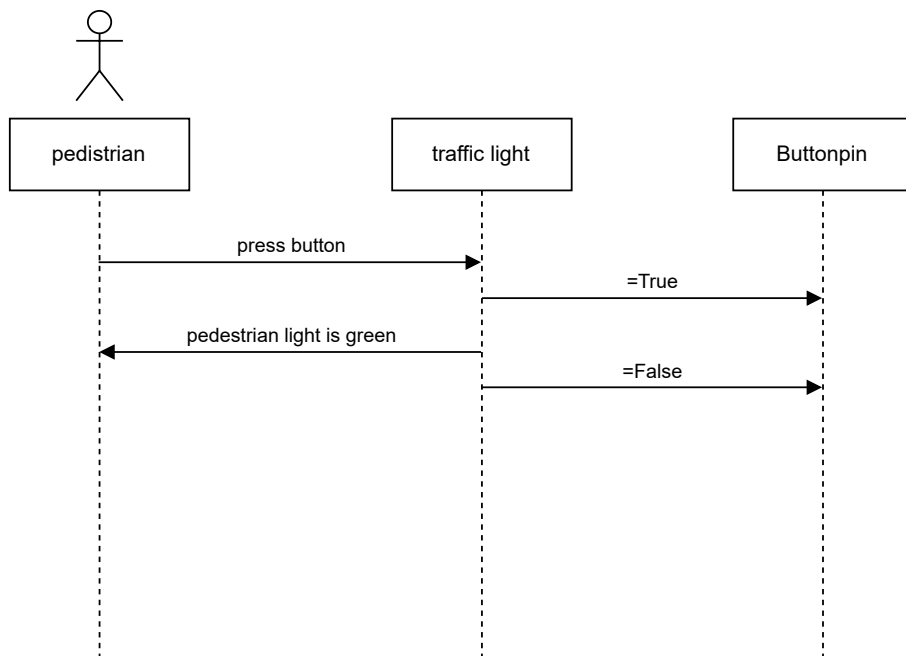 pedistrian
traffic light
Buttonpin
press button
=True
pedestrian light is green
=False